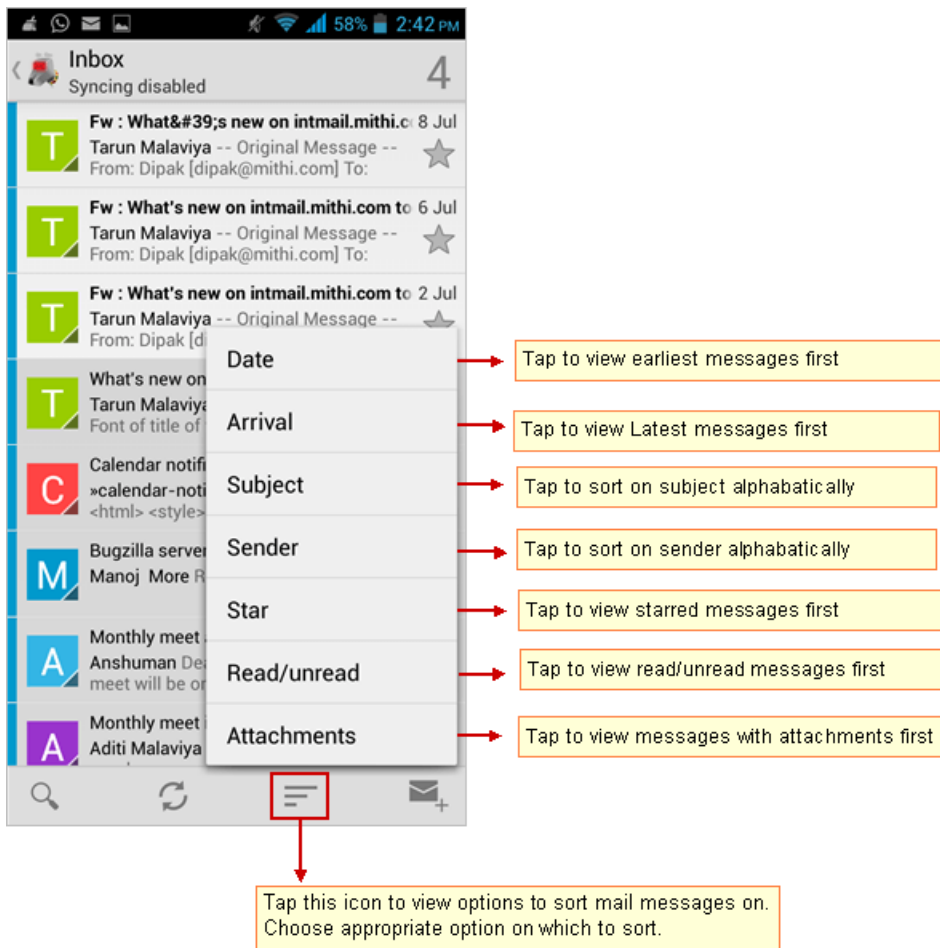 58% 2:42 PM
Inbox
Syncing disabled
4
Fw : What&#39;s new on intmail.mithi.c 8 Jul
T
Tarun Malaviya -- Original Message --
From: Dipak [dipak@mithi.com] To:
Fw : What's new on intmail.mithi.com to 6 Jul
T
Tarun Malaviya -- Original Message --
From: Dipak [dipak@mithi.com] To:
Fw : What's new on intmail.mithi.com to 2 Jul
T
Tarun Malaviya -- Original Message --
From: Dipak [d
What's new on
T
Tarun Malaviya
Font of title of
Calendar notifi
C
»calendar-noti
<html> <style>
Bugzilla server
M
Manoj More R
Monthly meet
A
Anshuman Dea
meet will be or
Monthly meet
A
Aditi Malaviya
Date
Tap to view earliest messages first
Arrival
Tap to view Latest messages first
Subject
Tap to sort on subject alphabatically
Sender
Tap to sort on sender alphabatically
Star
Tap to view starred messages first
Read/unread
Tap to view read/unread messages first
Attachments
Tap to view messages with attachments first
Tap this icon to view options to sort mail messages on.
Choose appropriate option on which to sort.